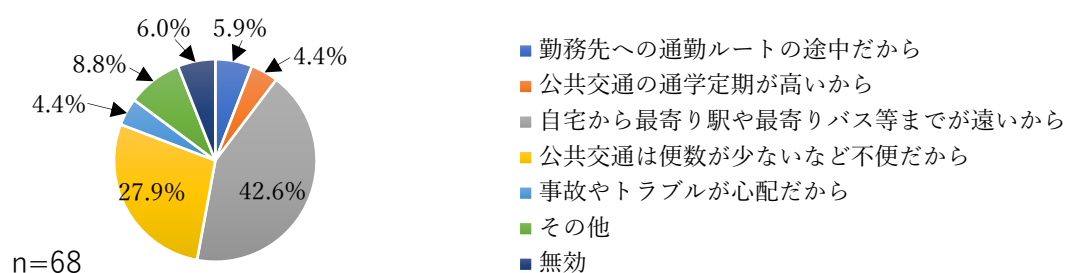 6.0%
5.9%
4.4%
8.8%
4.4%
27.9%
42.6%
n=68
勤務先への通勤ルートの途中だから
公共交通の通学定期が高いから
自宅から最寄り駅や最寄りバス等までが遠いから
公共交通は便数が少ないなど不便だから
事故やトラブルが心配だから
その他
無効